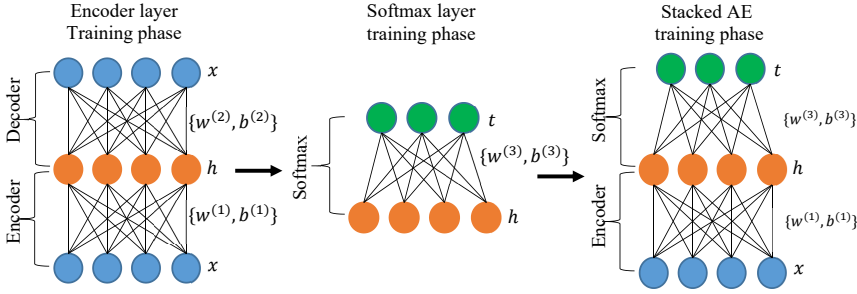 Encoder layer
Training phase
x
Decoder
{w^(2), b^(2)}
h
Encoder
{w^(1), b^(1)}
x
Softmax layer
training phase
t
Softmax
{w^(3), b^(3)}
h
Stacked AE
training phase
t
Softmax
{w^(3), b^(3)}
h
Encoder
{w^(1), b^(1)}
x